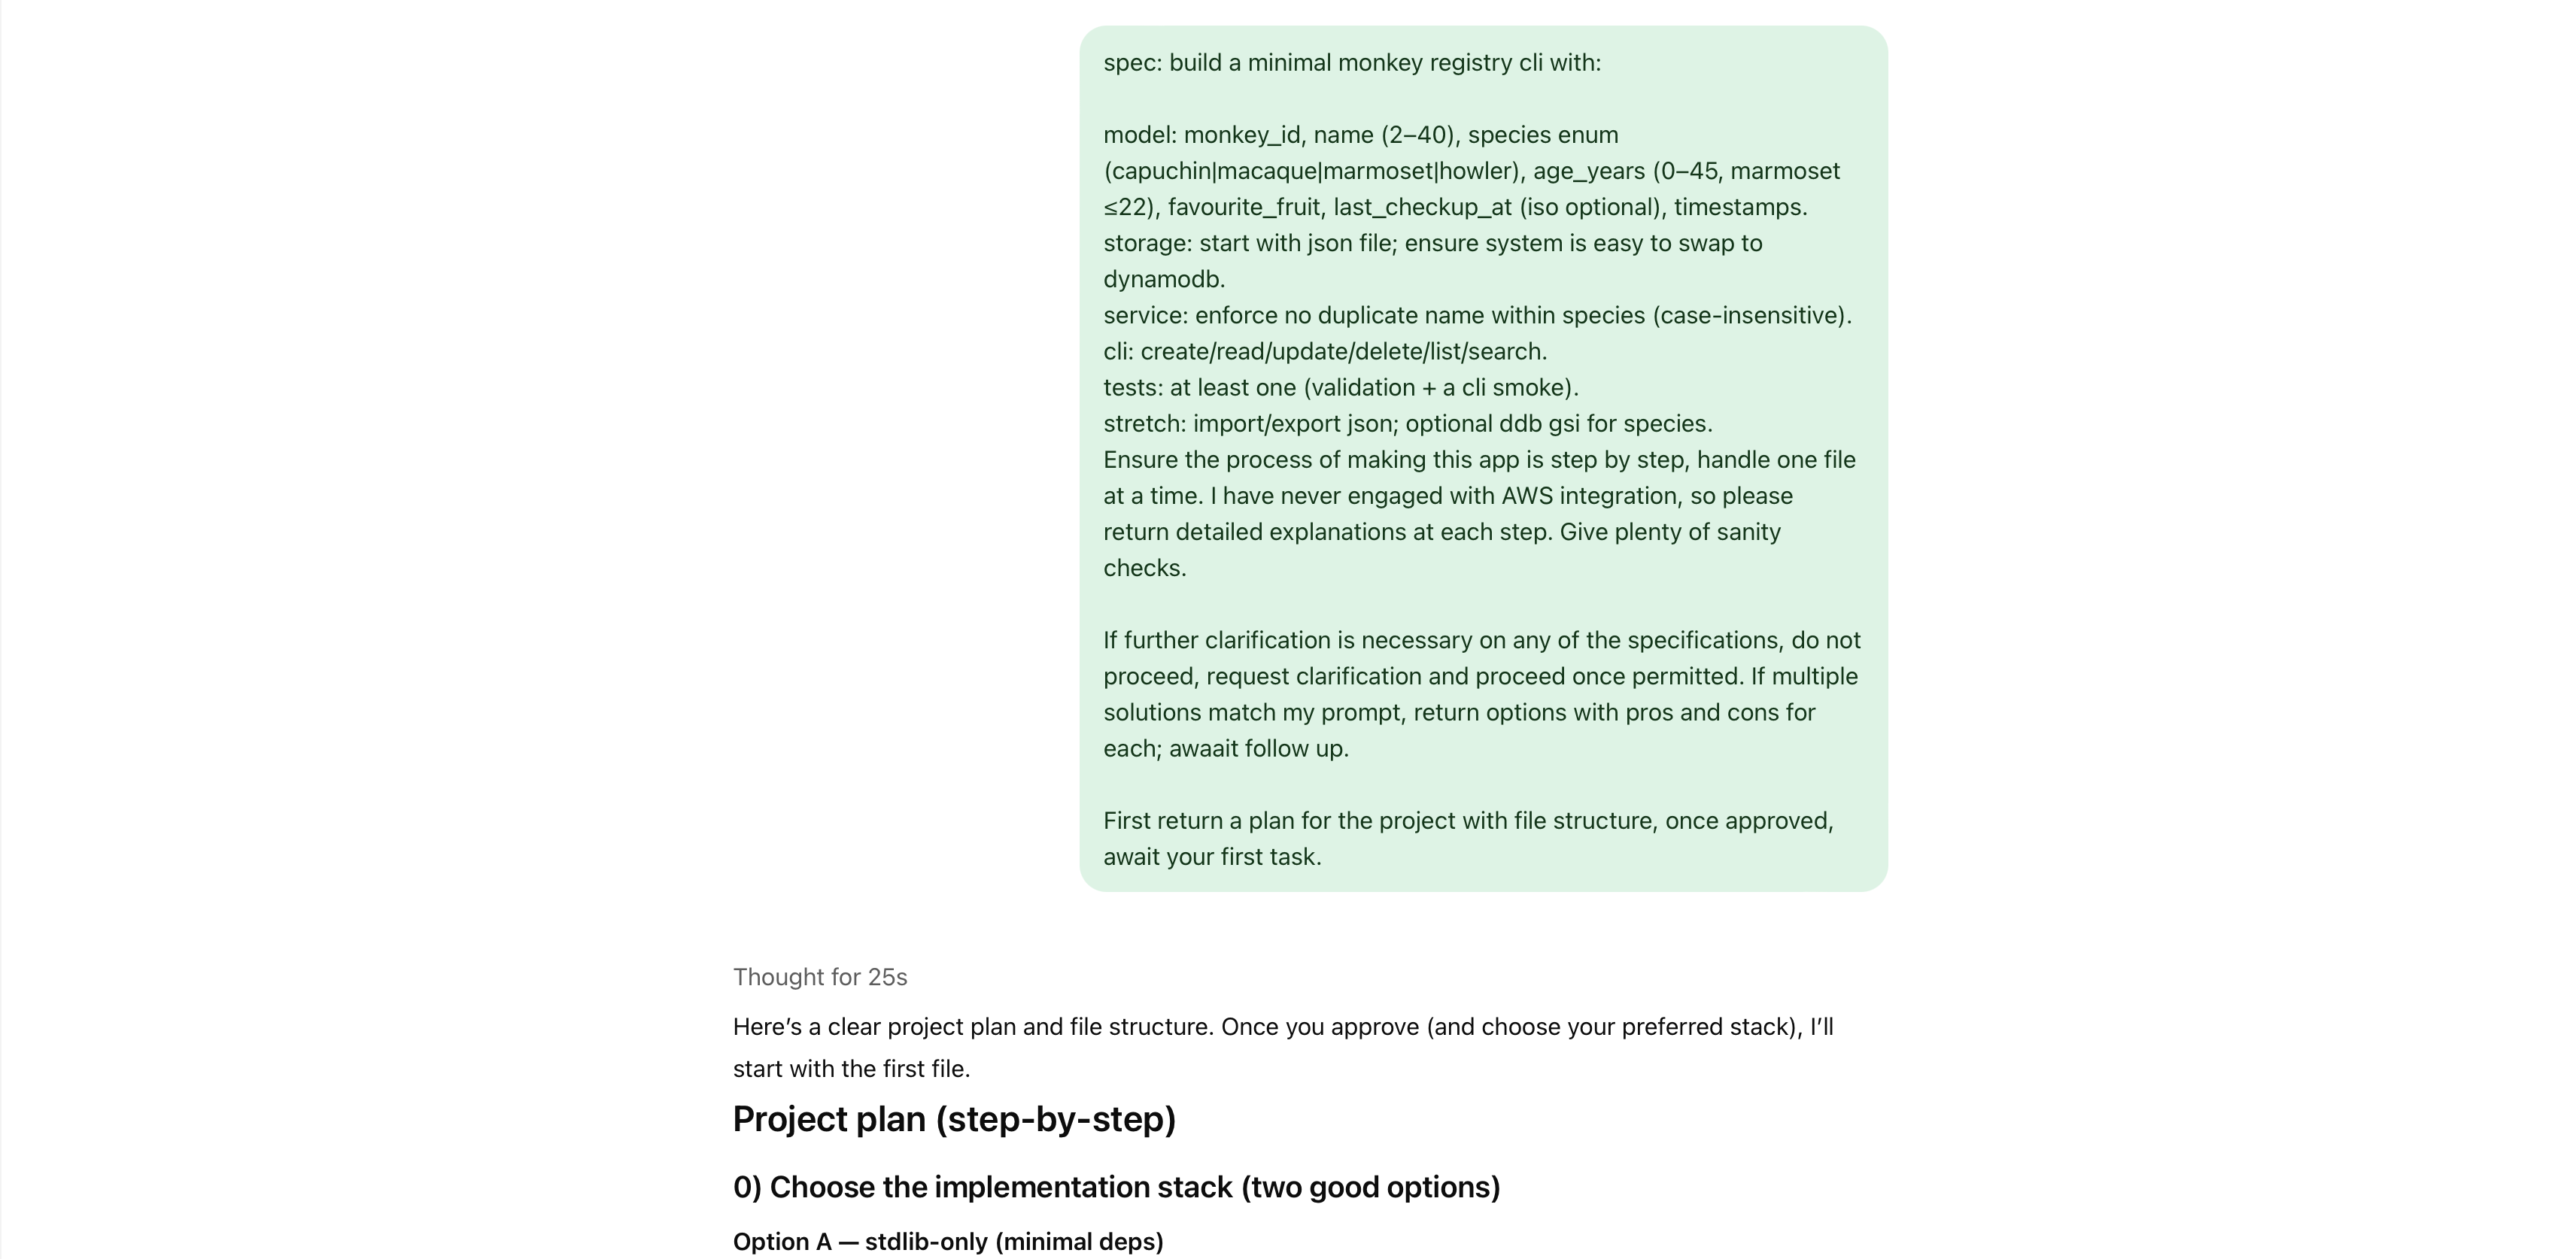 spec: build a minimal monkey registry cli with:
model: monkey_id, name (2–40), species enum
(capuchin|macaque|marmoset|howler), age_years (0–45, marmoset
≤22), favourite_fruit, last_checkup_at (iso optional), timestamps.
storage: start with json file; ensure system is easy to swap to
dynamodb.
service: enforce no duplicate name within species (case-insensitive).
cli: create/read/update/delete/list/search.
tests: at least one (validation + a cli smoke).
stretch: import/export json; optional ddb gsi for species.
Ensure the process of making this app is step by step, handle one file
at a time. I have never engaged with AWS integration, so please
return detailed explanations at each step. Give plenty of sanity
checks.
If further clarification is necessary on any of the specifications, do not
proceed, request clarification and proceed once permitted. If multiple
solutions match my prompt, return options with pros and cons for
each; awaait follow up.
First return a plan for the project with file structure, once approved,
await your first task.
Thought for 25s
Here’s a clear project plan and file structure. Once you approve (and choose your preferred stack), I’ll
start with the first file.
Project plan (step-by-step)
0) Choose the implementation stack (two good options)
Option A — stdlib-only (minimal deps)